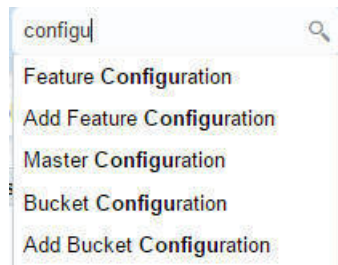 configu
Feature Configuration
Add Feature Configuration
Master Configuration
Bucket Configuration
Add Bucket Configuration